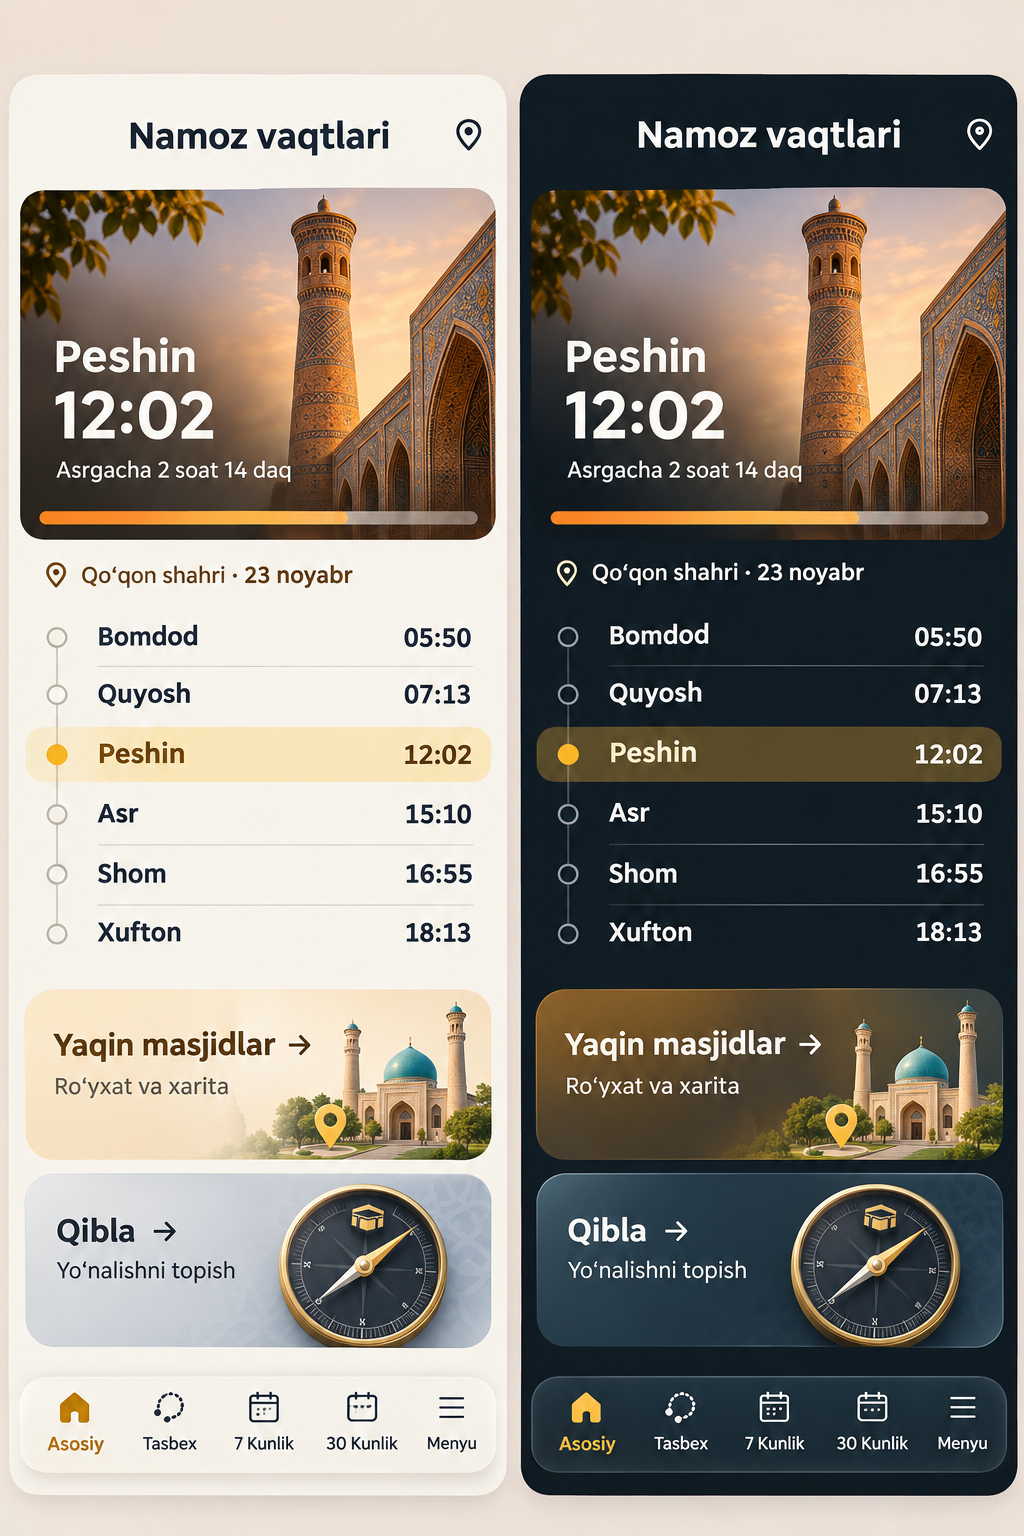 Namoz vaqtlari
Peshin
12:02
Asrgacha 2 soat 14 daq
Qo‘qon shahri · 23 noyabr
Bomdod 05:50
Quyosh 07:13
Peshin 12:02
Asr 15:10
Shom 16:55
Xufton 18:13
Yaqin masjidlar →
Ro‘yxat va xarita
Qibla →
Yo‘nalishni topish
Asosiy Tasbex 7 Kunlik 30 Kunlik Menyu
Namoz vaqtlari
Peshin
12:02
Asrgacha 2 soat 14 daq
Qo‘qon shahri · 23 noyabr
Bomdod 05:50
Quyosh 07:13
Peshin 12:02
Asr 15:10
Shom 16:55
Xufton 18:13
Yaqin masjidlar →
Ro‘yxat va xarita
Qibla →
Yo‘nalishni topish
Asosiy Tasbex 7 Kunlik 30 Kunlik Menyu